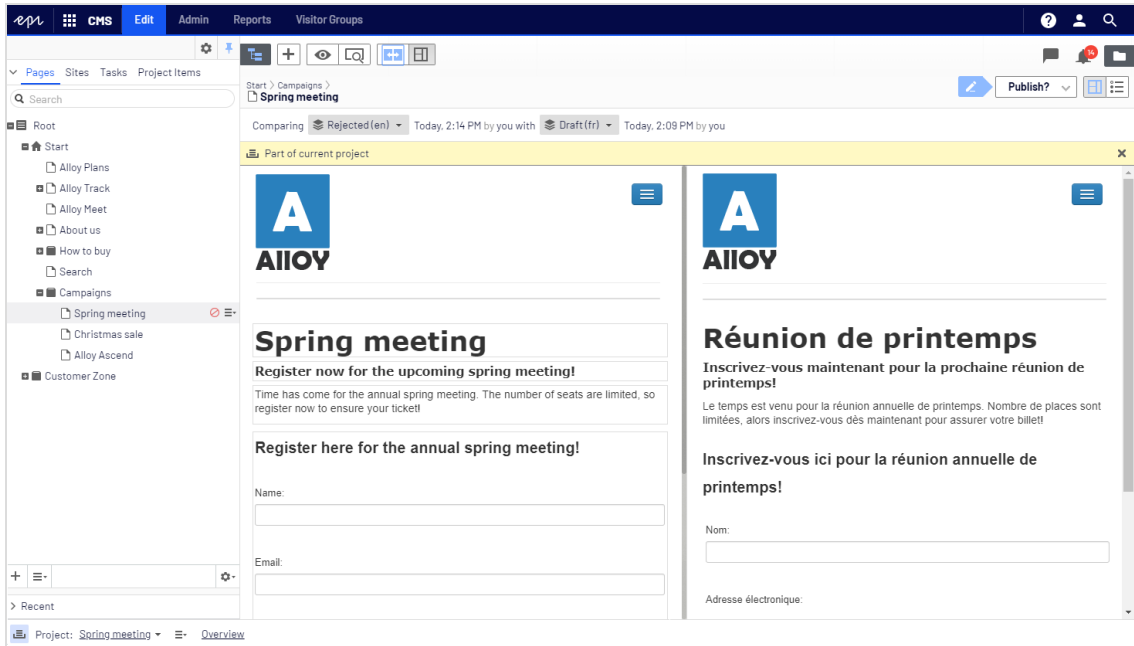 epi CMS Edit Admin Reports Visitor Groups
Pages Sites Tasks Project Items
Search
Root
Start
Alloy Plans
Alloy Track
Alloy Meet
About us
How to buy
Search
Campaigns
Spring meeting
Christmas sale
Alloy Ascend
Customer Zone
Recent
14
Start > Campaigns >
Spring meeting
Publish?
Comparing Rejected (en) Today, 2:14 PM by you with Draft (fr) Today, 2:09 PM by you
Part of current project
A
Alloy
Spring meeting
Register now for the upcoming spring meeting!
Time has come for the annual spring meeting. The number of seats are limited, so
register now to ensure your ticket!
Register here for the annual spring meeting!
Name:
Email:
A
Alloy
Réunion de printemps
Inscrivez-vous maintenant pour la prochaine réunion de
printemps!
Le temps est venu pour la réunion annuelle de printemps. Nombre de places sont
limitées, alors inscrivez-vous dès maintenant pour assurer votre billet!
Inscrivez-vous ici pour la réunion annuelle de
printemps!
Nom:
Adresse électronique:
Project: Spring meeting Overview